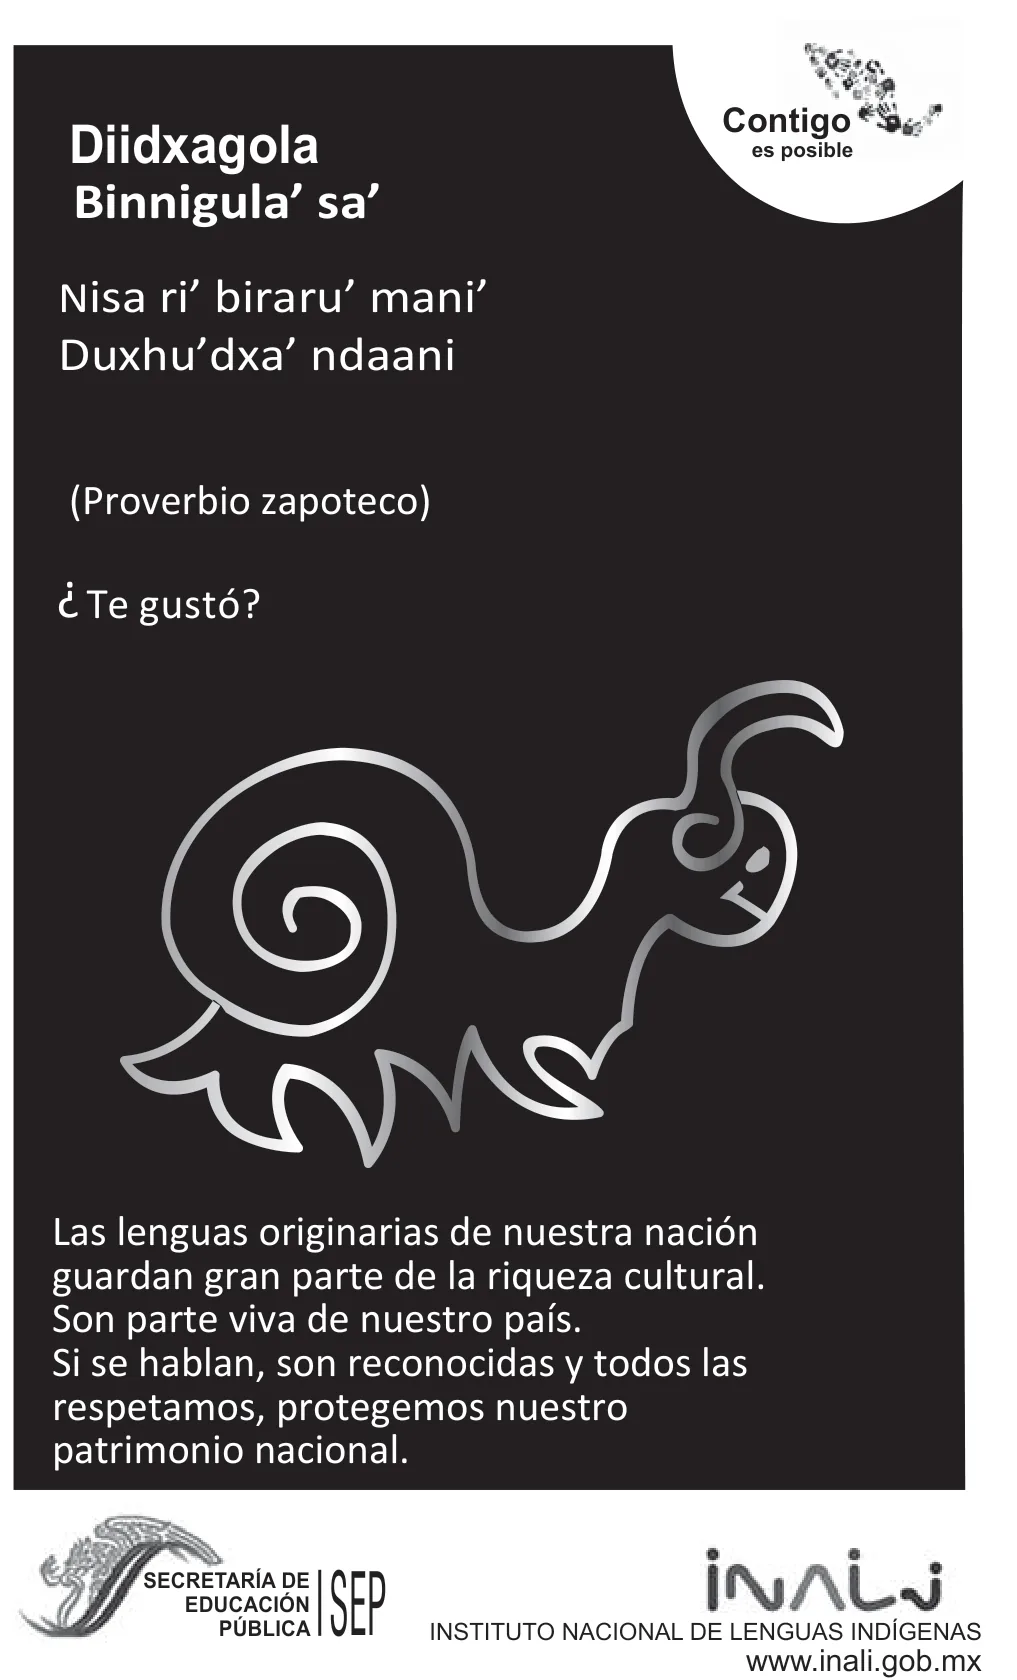 Contigo
es posible
Diidxagola
Binnigula’ sa’
Nisa ri’ biraru’ mani’
Duxhu’dxa’ ndaani
(Proverbio zapoteco)
¿Te gustó?
Las lenguas originarias de nuestra nación
guardan gran parte de la riqueza cultural.
Son parte viva de nuestro país.
Si se hablan, son reconocidas y todos las
respetamos, protegemos nuestro
patrimonio nacional.
SECRETARÍA DE
EDUCACIÓN
PÚBLICA
SEP
iNALi
INSTITUTO NACIONAL DE LENGUAS INDÍGENAS
www.inali.gob.mx